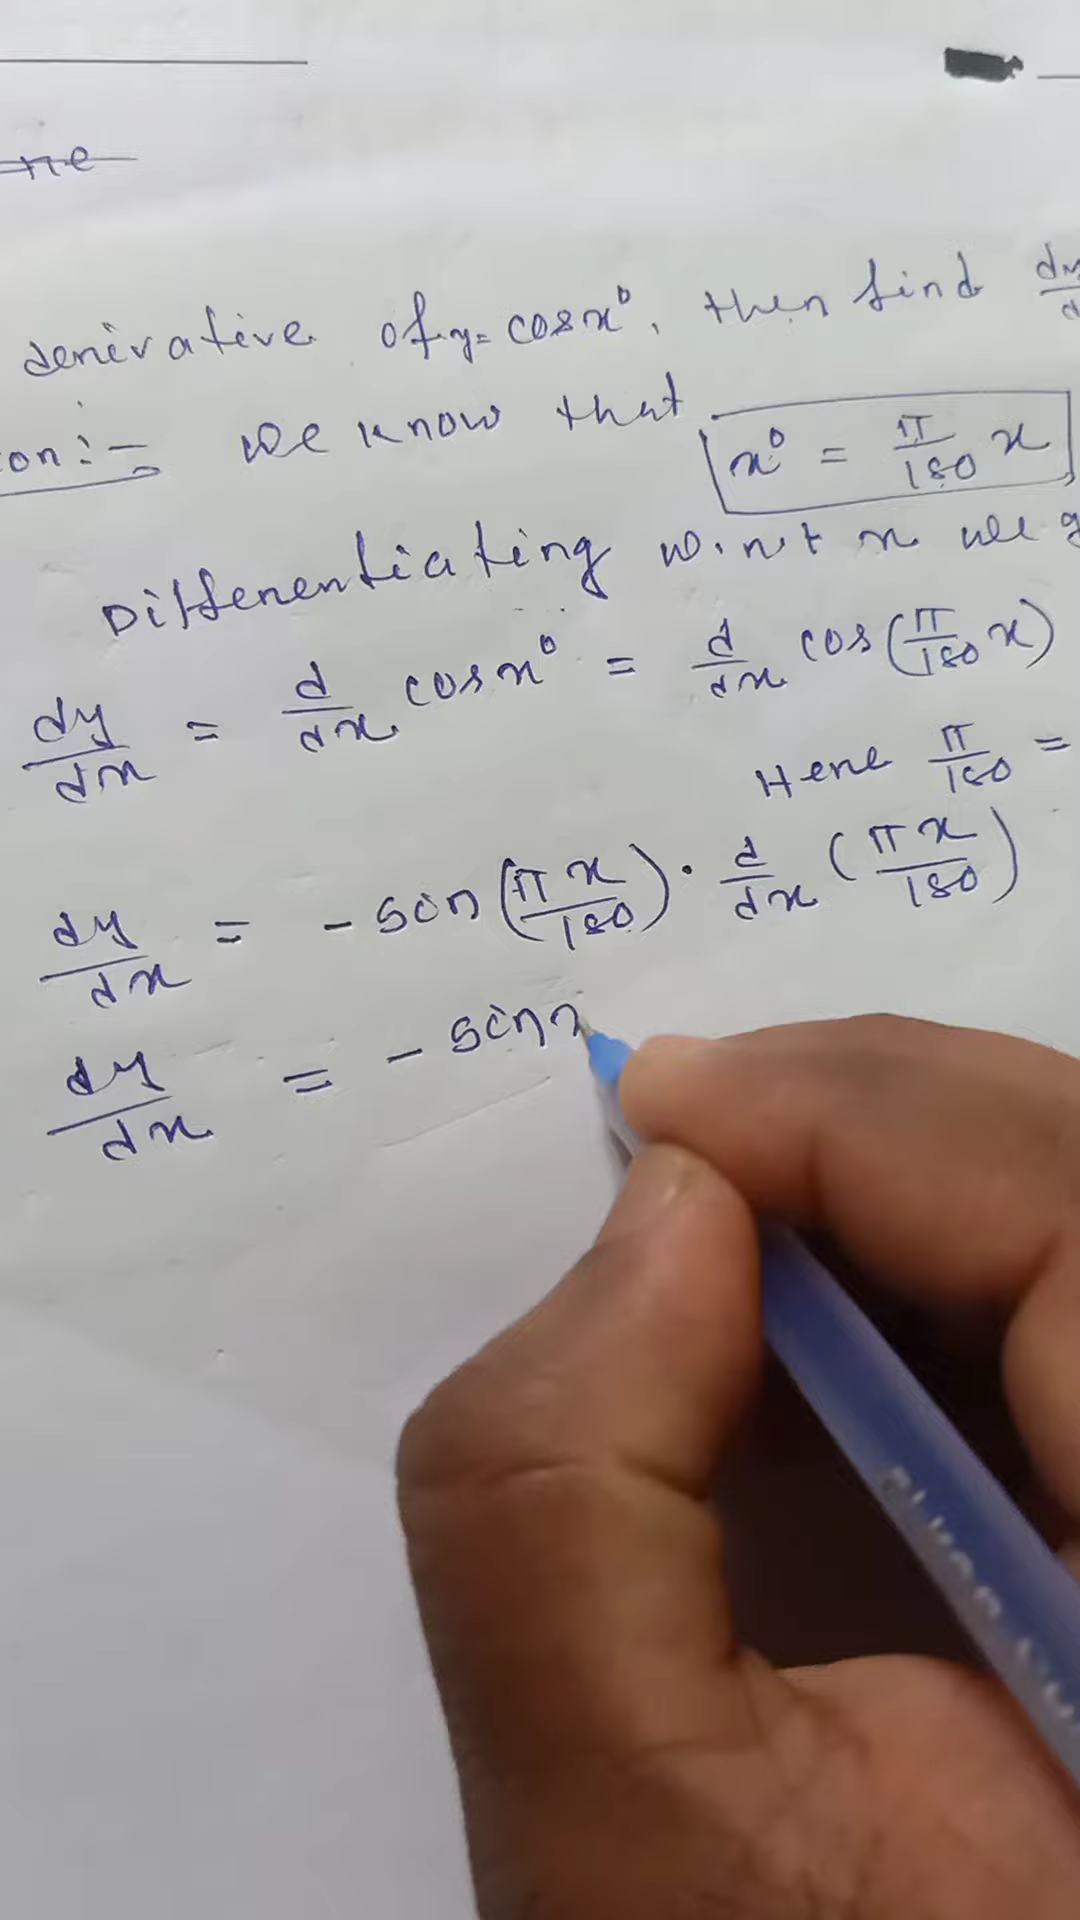 derivative of y = cos x°, then find dy/d
on:- we know that x° = π/180 x
Differentiating w.r.t x we g
dy/dx = d/dx cos x° = d/dx cos(π/180 x)
Here π/180 =
dy/dx = - sin(πx/180) · d/dx (πx/180)
dy/dx = - sin x